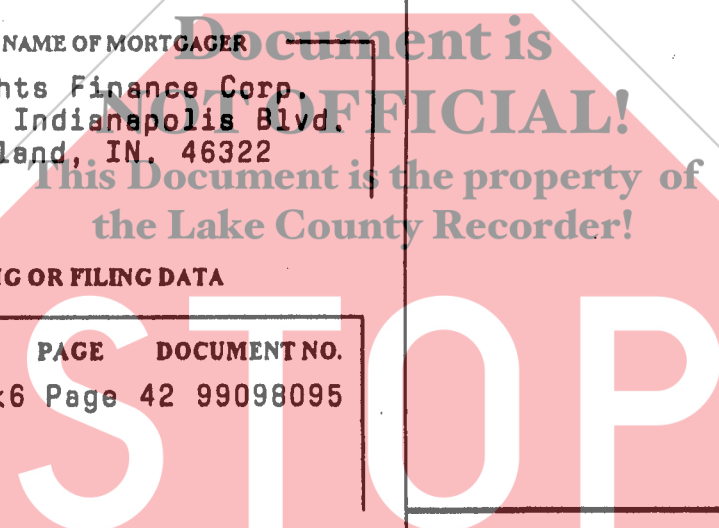 NAME OF MORTGAGER
Document is
hts Finance Corp.
NOT OFFICIAL!
Indianapolis Blvd.
land, IN. 46322
This Document is the property of
the Lake County Recorder!
G OR FILING DATA
STOP
PAGE DOCUMENT NO.
6 Page 42 99098095